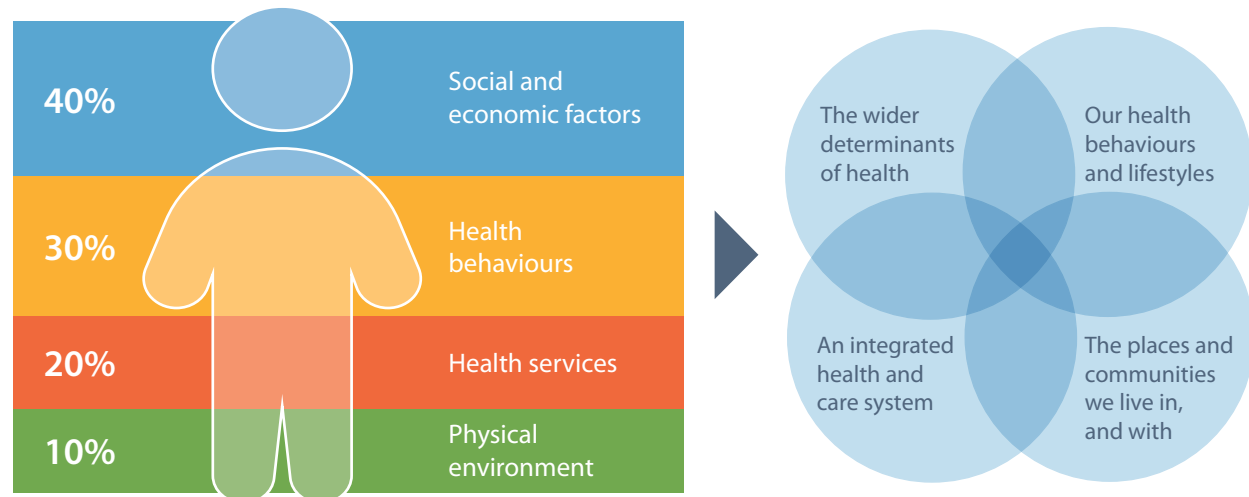 40%
Social and
economic factors
30%
Health
behaviours
20%
Health services
10%
Physical
environment
The wider
determinants
of health
Our health
behaviours
and lifestyles
An integrated
health and
care system
The places and
communities
we live in,
and with